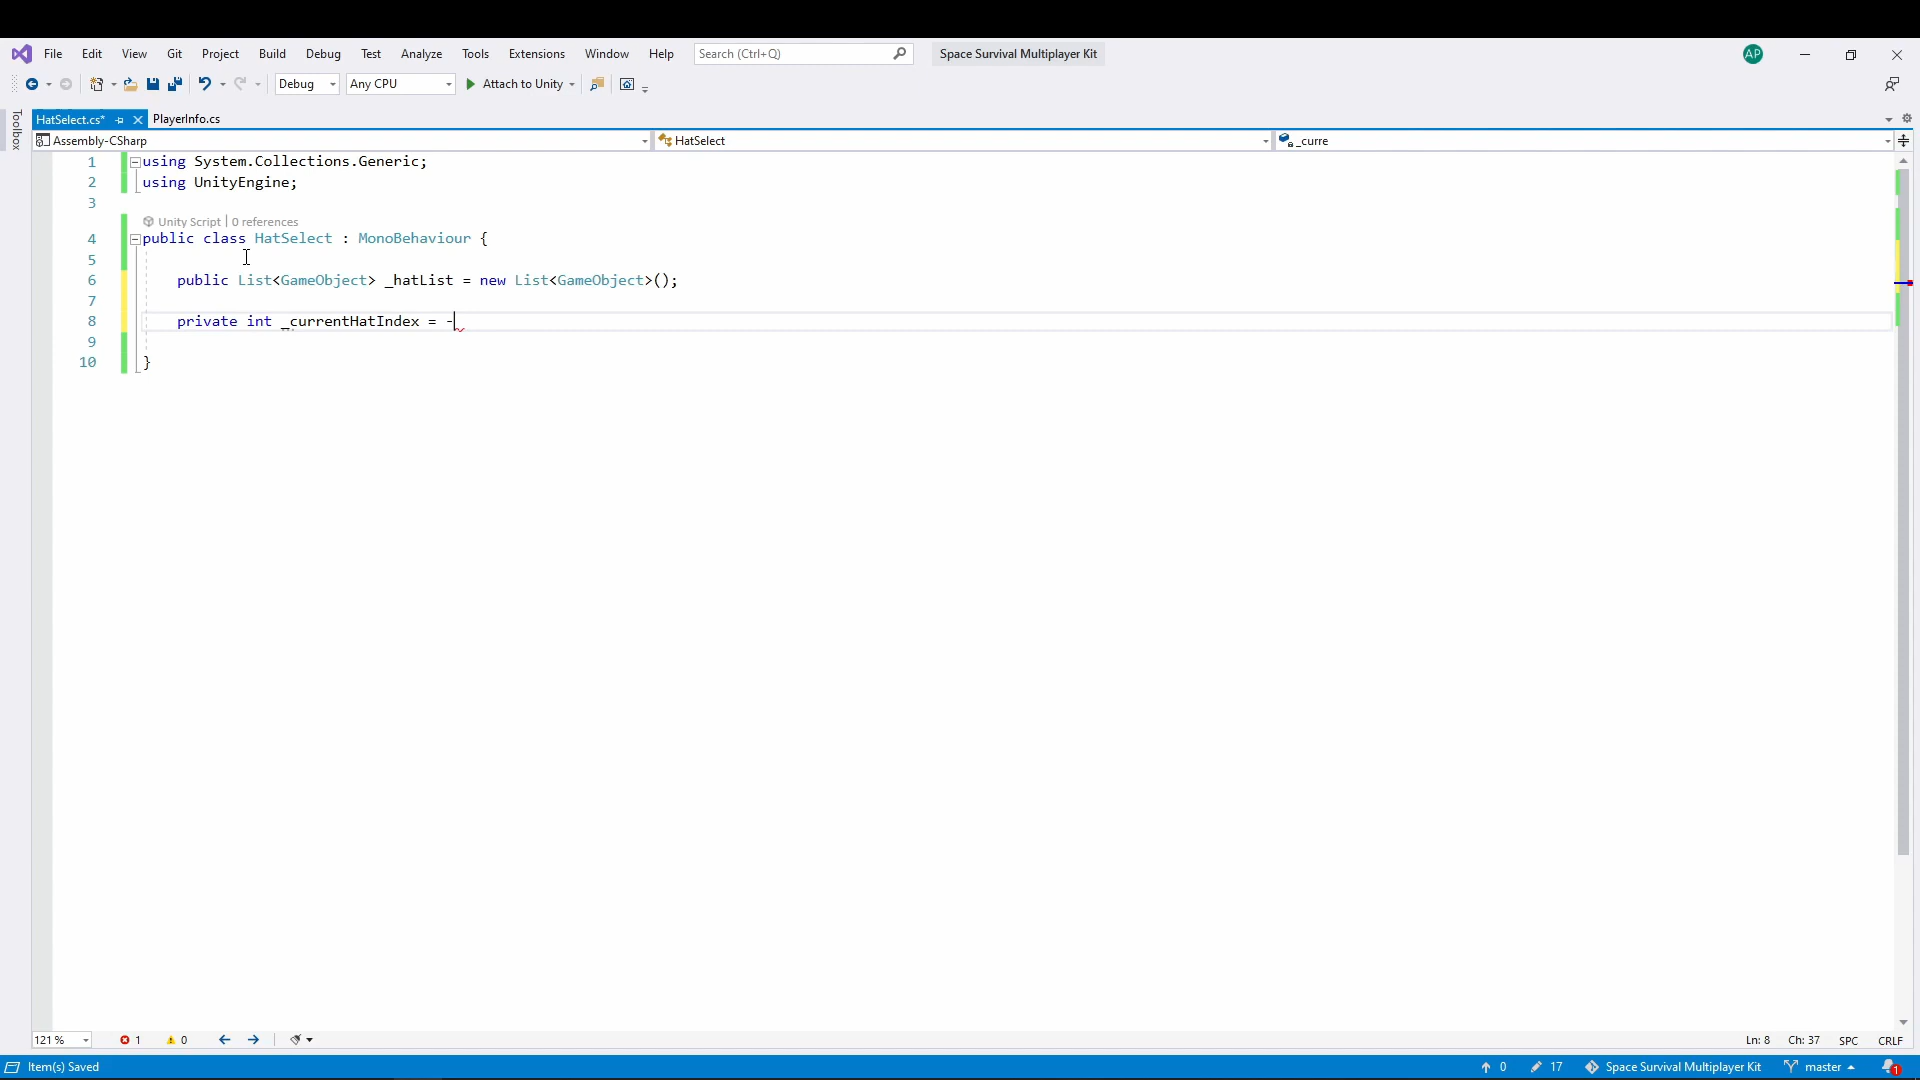 File Edit View Git Project Build Debug Test Analyze Tools Extensions Window Help Search (Ctrl+Q) Space Survival Multiplayer Kit AP
Debug Any CPU Attach to Unity
Toolbox
HatSelect.cs* PlayerInfo.cs
Assembly-CSharp HatSelect _curre
1 using System.Collections.Generic;
2 using UnityEngine;
3
Unity Script | 0 references
4 public class HatSelect : MonoBehaviour {
5
6 public List<GameObject> _hatList = new List<GameObject>();
7
8 private int _currentHatIndex = -
9
10 }
121 % 1 0 Ln: 8 Ch: 37 SPC CRLF
Item(s) Saved 0 17 Space Survival Multiplayer Kit master 1